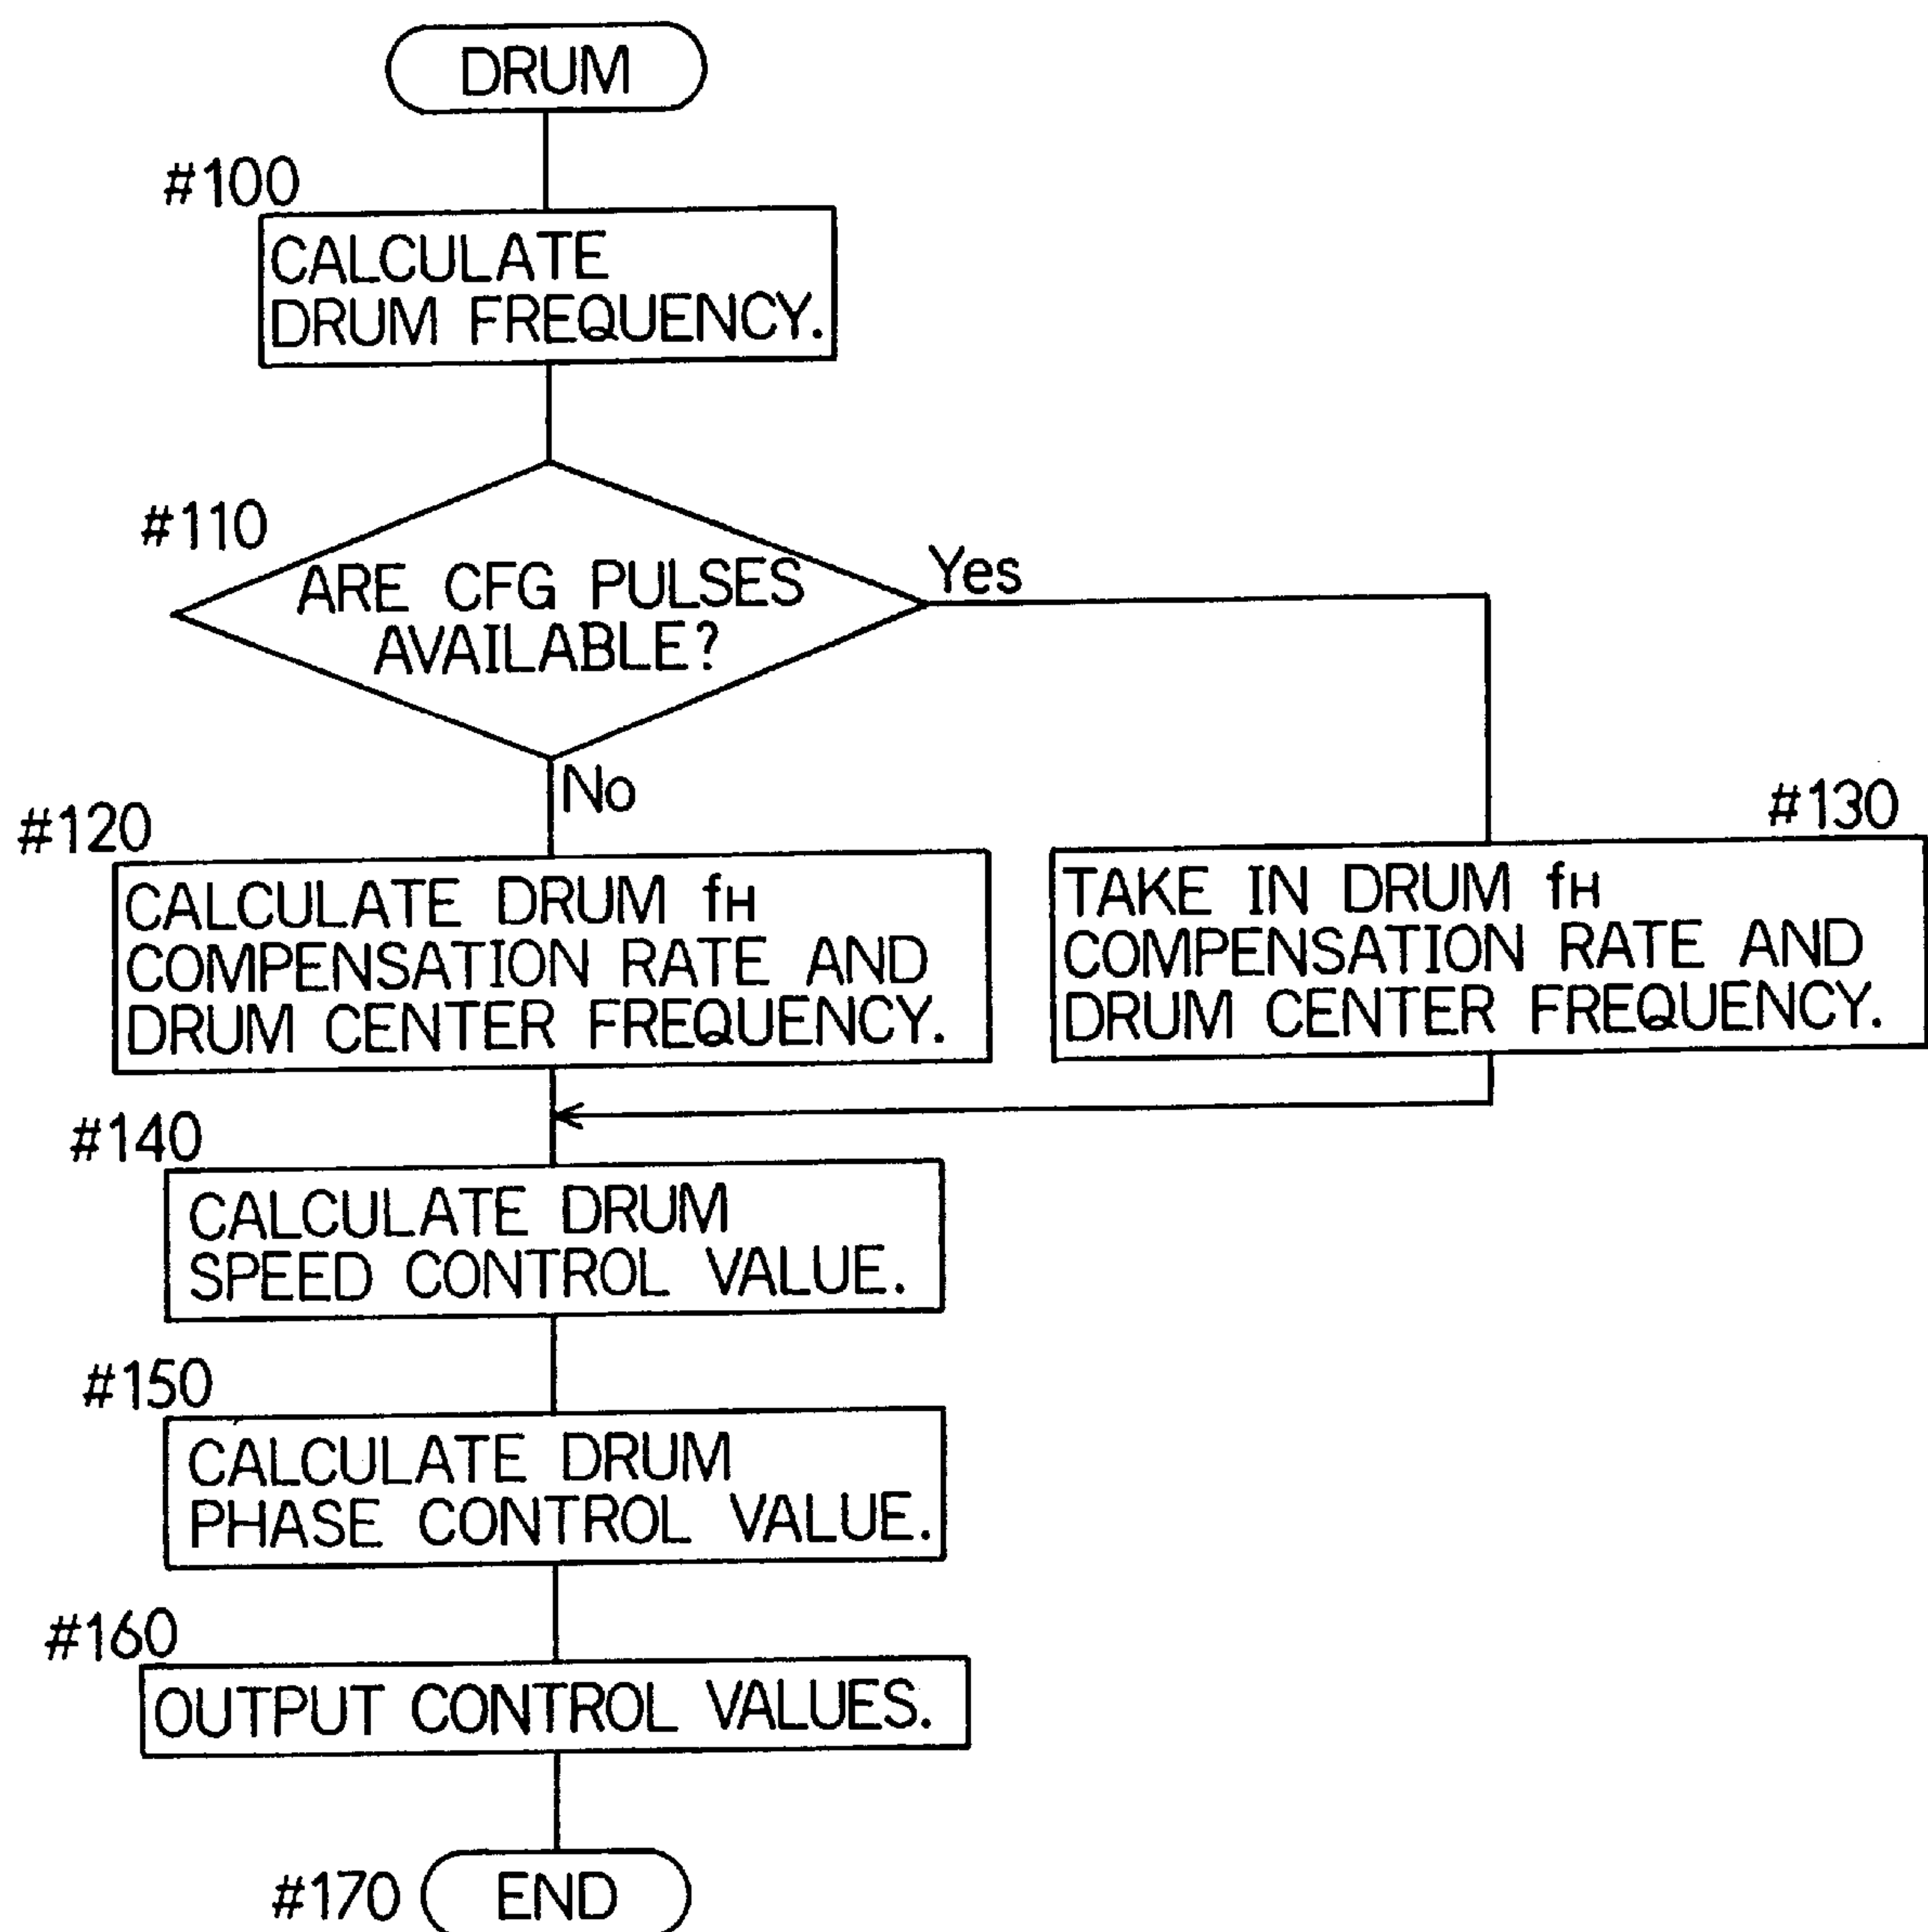 DRUM
#100
CALCULATE
DRUM FREQUENCY.
#110
ARE CFG PULSES
AVAILABLE?
Yes
No
#120
CALCULATE DRUM fH
COMPENSATION RATE AND
DRUM CENTER FREQUENCY.
#130
TAKE IN DRUM fH
COMPENSATION RATE AND
DRUM CENTER FREQUENCY.
#140
CALCULATE DRUM
SPEED CONTROL VALUE.
#150
CALCULATE DRUM
PHASE CONTROL VALUE.
#160
OUTPUT CONTROL VALUES.
#170
END